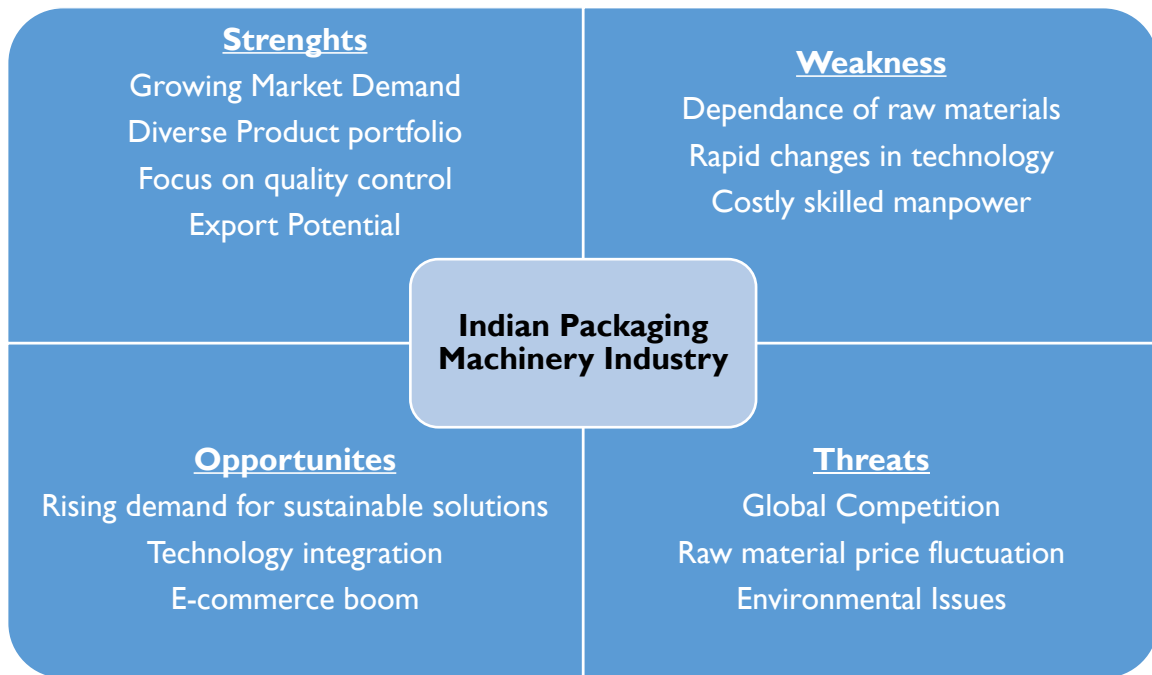 Strenghts
Growing Market Demand
Diverse Product portfolio
Focus on quality control
Export Potential
Weakness
Dependance of raw materials
Rapid changes in technology
Costly skilled manpower
Indian Packaging
Machinery Industry
Opportunites
Rising demand for sustainable solutions
Technology integration
E-commerce boom
Threats
Global Competition
Raw material price fluctuation
Environmental Issues